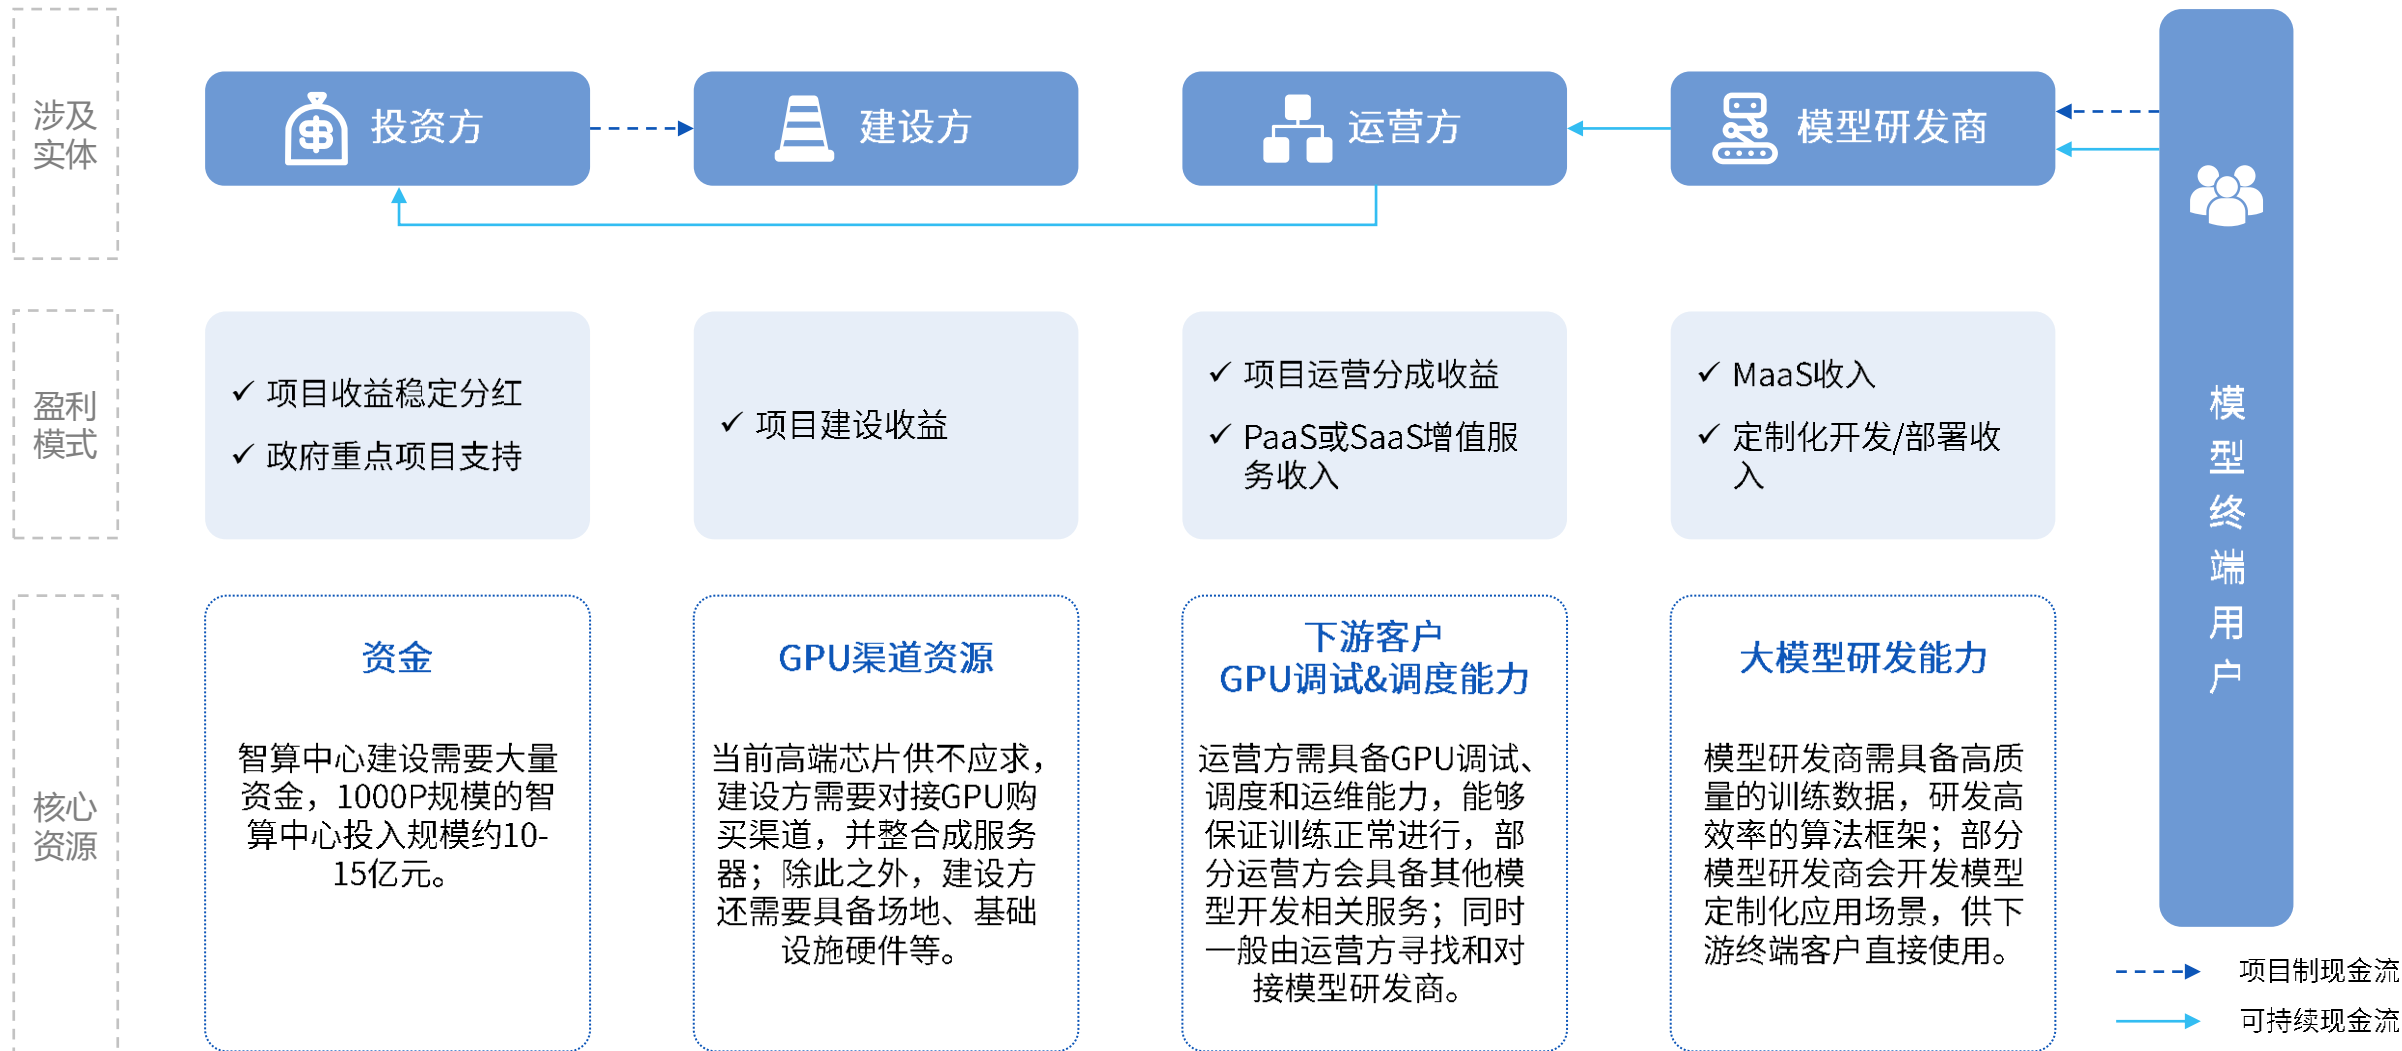 涉及
实体
投资方
建设方
运营方
模型研发商
模型终端用户
盈利
模式
项目收益稳定分红
政府重点项目支持
项目建设收益
项目运营分成收益
PaaS或SaaS增值服
务收入
MaaS收入
定制化开发/部署收
入
核心
资源
资金
智算中心建设需要大量
资金，1000P规模的智
算中心投入规模约10-
15亿元。
GPU渠道资源
当前高端芯片供不应求，
建设方需要对接GPU购
买渠道，并整合成服务
器；除此之外，建设方
还需要具备场地、基础
设施硬件等。
下游客户
GPU调试&调度能力
运营方需具备GPU调试、
调度和运维能力，能够
保证训练正常进行，部
分运营方会具备其他模
型开发相关服务；同时
一般由运营方寻找和对
接模型研发商。
大模型研发能力
模型研发商需具备高质
量的训练数据，研发高
效率的算法框架；部分
模型研发商会开发模型
定制化应用场景，供下
游终端客户直接使用。
项目制现金流
可持续现金流